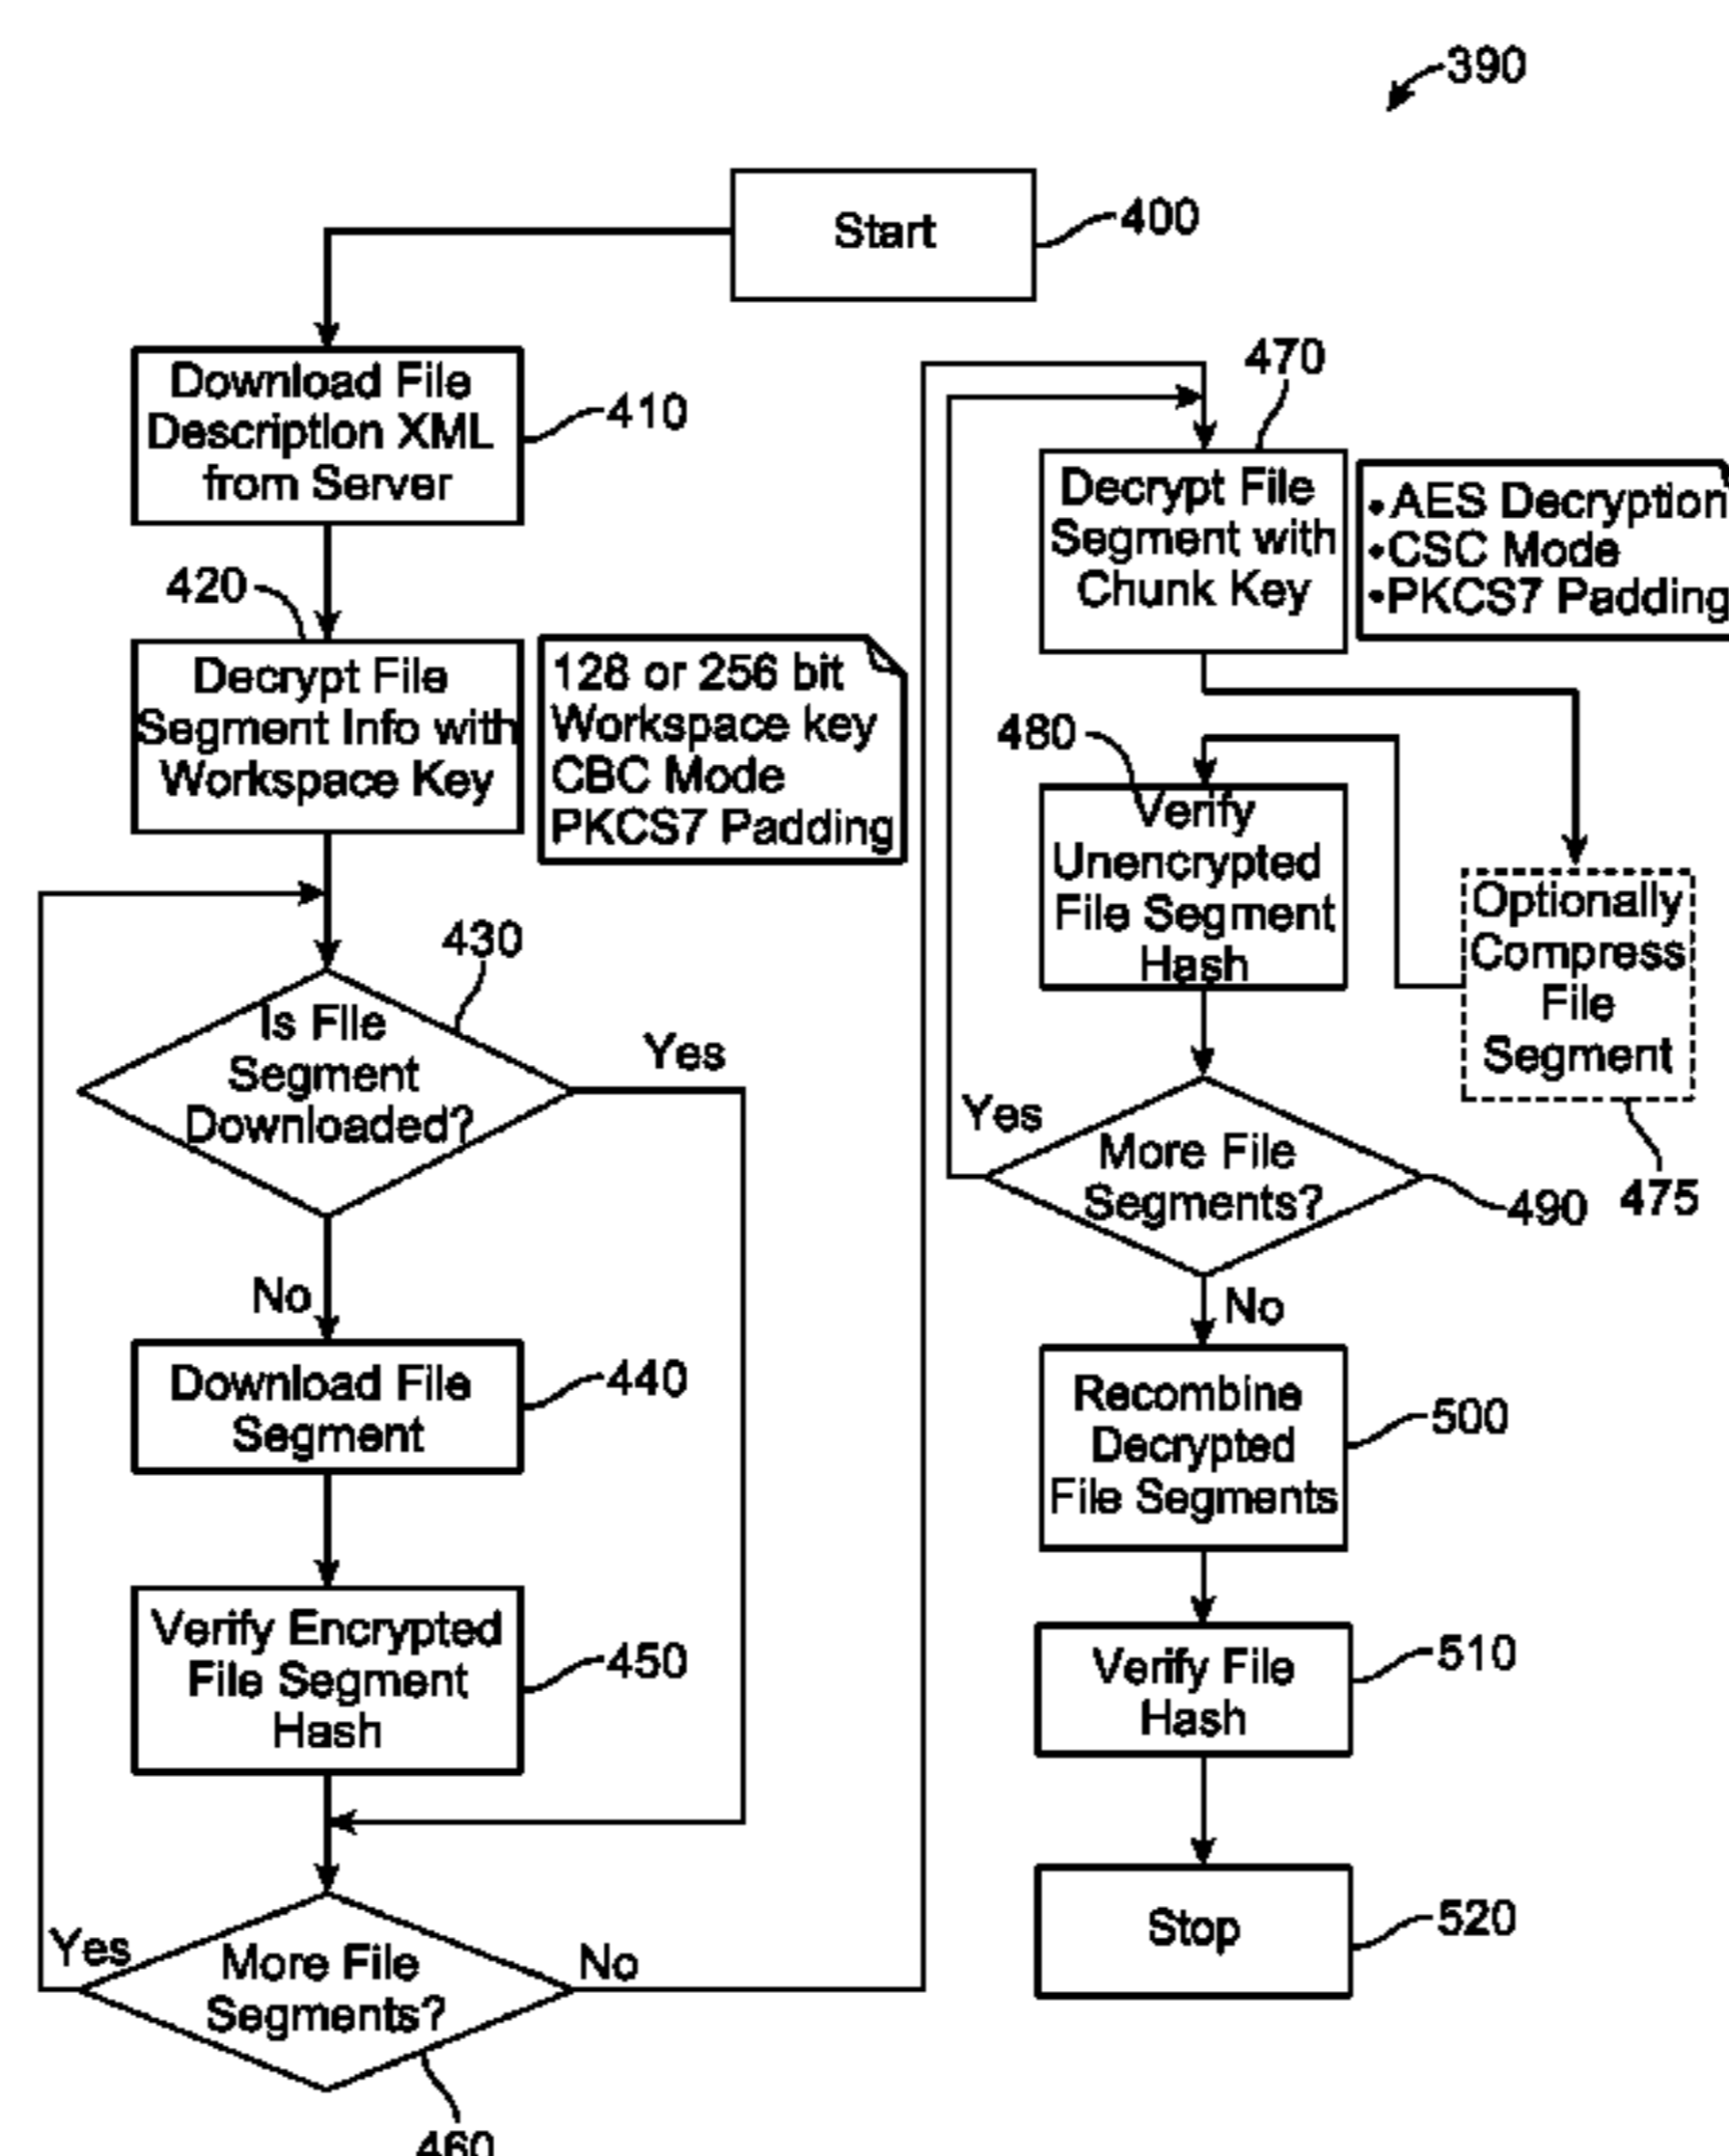 390
Start
400
Download File
Description XML
from Server
410
420
Decrypt File
Segment Info with
Workspace Key
128 or 256 bit
Workspace key
CBC Mode
PKCS7 Padding
430
Is File
Segment
Downloaded?
Yes
No
Download File
Segment
440
Verify Encrypted
File Segment
Hash
450
Yes
More File
Segments?
No
460
470
Decrypt File
Segment with
Chunk Key
•AES Decryption
•CSC Mode
•PKCS7 Padding
480
Verify
Unencrypted
File Segment
Hash
Optionally
Compress
File
Segment
475
Yes
More File
Segments?
490
No
Recombine
Decrypted
File Segments
500
Verify File
Hash
510
Stop
520